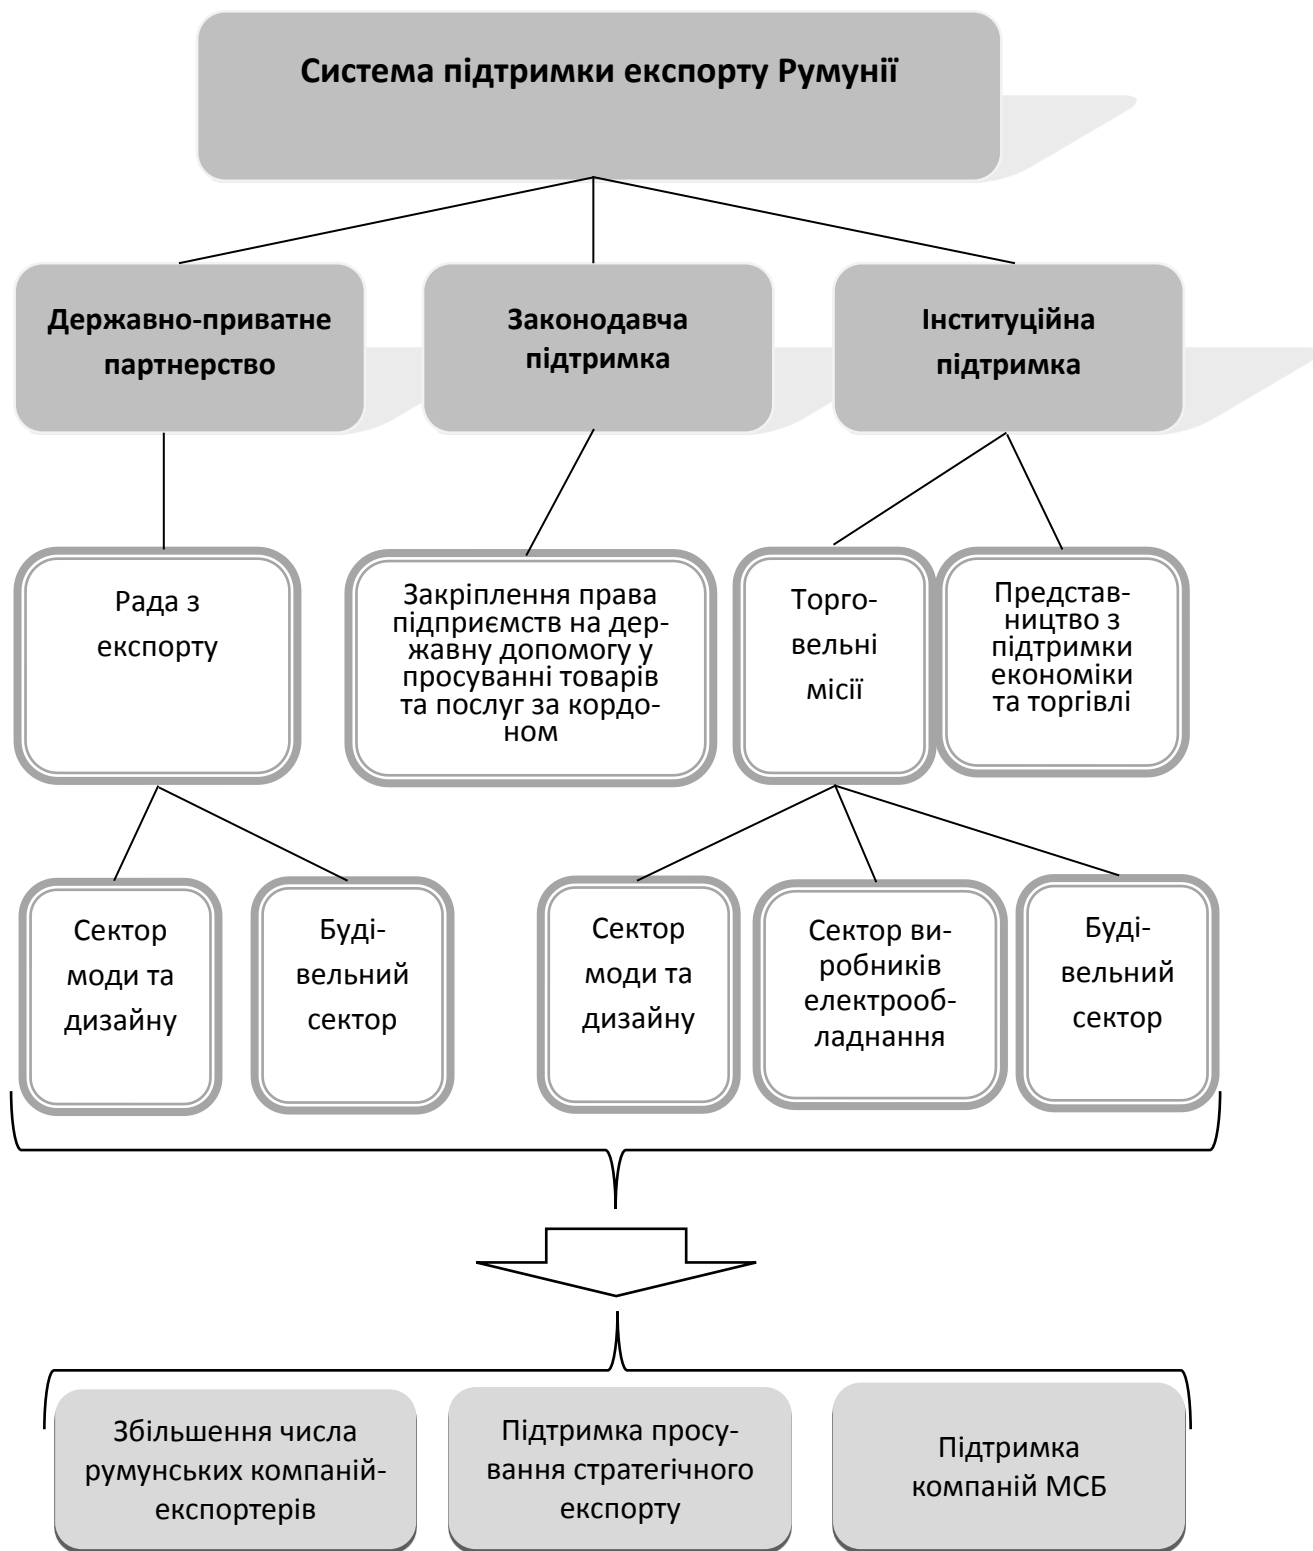 Система підтримки експорту Румунії
Державно-приватне
партнерство
Законодавча
підтримка
Інституційна
підтримка
Рада з
експорту
Закріплення права
підприємств на дер-
жавну допомогу у
просуванні товарів
та послуг за кордо-
ном
Торго-
вельні
місії
Представ-
ництво з
підтримки
економіки
та торгівлі
Сектор
моди та
дизайну
Буді-
вельний
сектор
Сектор
моди та
дизайну
Сектор ви-
робників
електрооб-
ладнання
Буді-
вельний
сектор
Збільшення числа
румунських компаній-
експортерів
Підтримка просу-
вання стратегічного
експорту
Підтримка
компаній МСБ